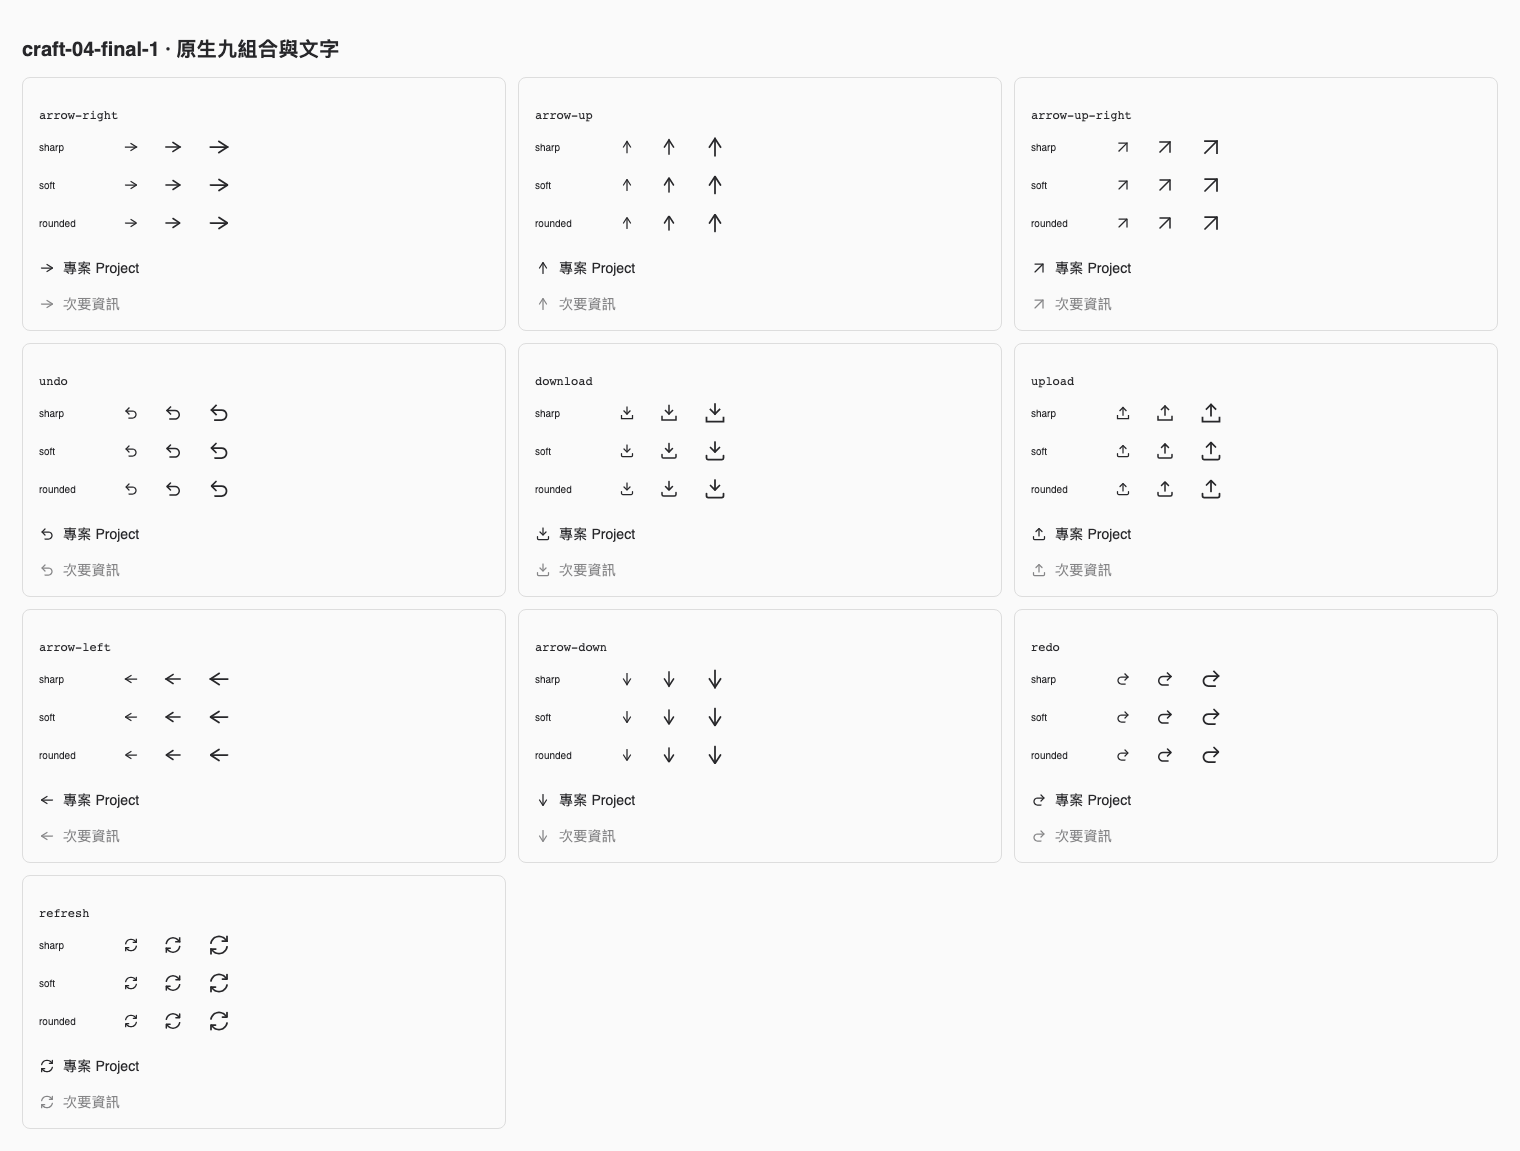 craft-04-final-1 · 原生九組合與文字
arrow-right
sharp
soft
rounded
專案 Project
次要資訊
arrow-up
sharp
soft
rounded
專案 Project
次要資訊
arrow-up-right
sharp
soft
rounded
專案 Project
次要資訊
undo
sharp
soft
rounded
專案 Project
次要資訊
download
sharp
soft
rounded
專案 Project
次要資訊
upload
sharp
soft
rounded
專案 Project
次要資訊
arrow-left
sharp
soft
rounded
專案 Project
次要資訊
arrow-down
sharp
soft
rounded
專案 Project
次要資訊
redo
sharp
soft
rounded
專案 Project
次要資訊
refresh
sharp
soft
rounded
專案 Project
次要資訊